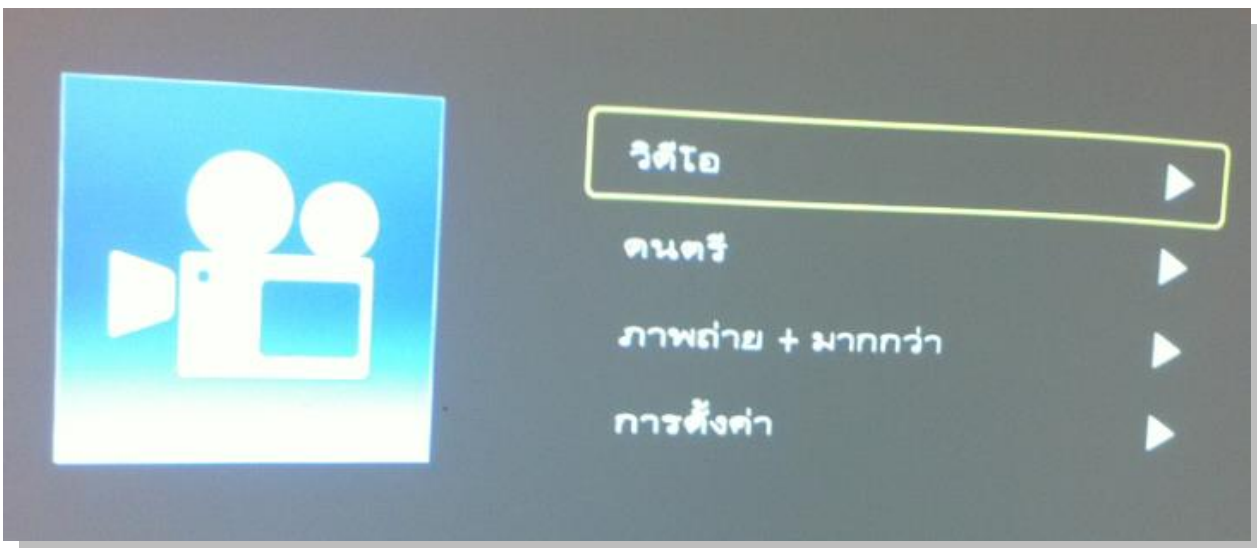 วิดีโอ
ดนตรี
ภาพถ่าย + มากกว่า
การตั้งค่า